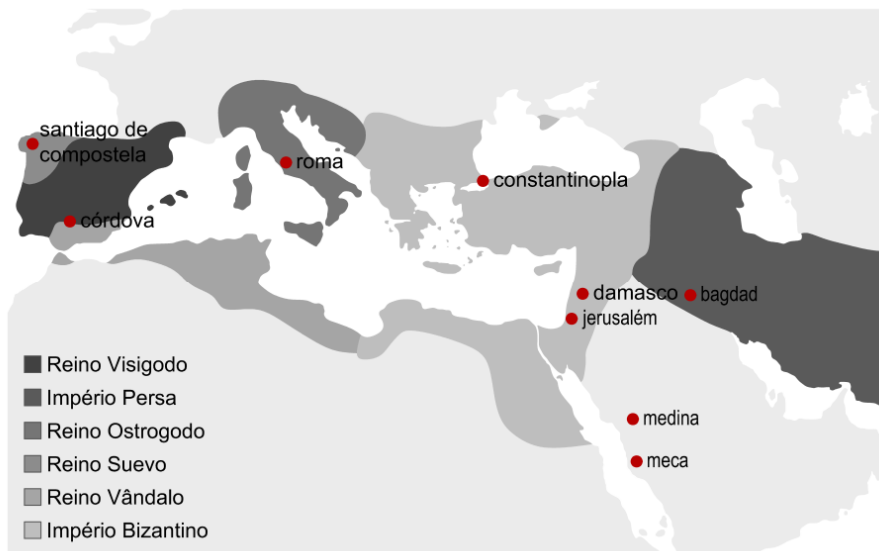 santiago de
compostela
roma
constantinopla
córdova
damasco
bagdad
jerusalém
medina
meca
Reino Visigodo
Império Persa
Reino Ostrogodo
Reino Suevo
Reino Vândalo
Império Bizantino